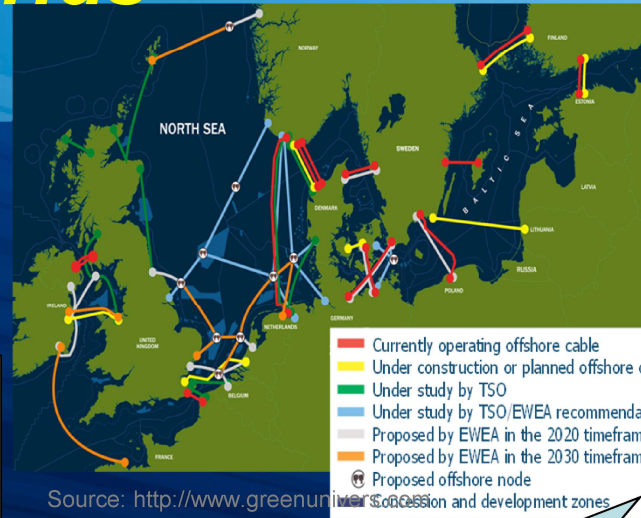 NORWAY
FINLAND
ESTONIA
NORTH SEA
SWEDEN
BALTIC SEA
LATVIA
DENMARK
LITHUANIA
RUSSIA
IRELAND
UNITED
KINGDOM
NETHERLANDS
GERMANY
POLAND
BELGIUM
FRANCE
Currently operating offshore cable
Under construction or planned offshore
Under study by TSO
Under study by TSO/EWEA
Proposed by EWEA in the 2020
Proposed by EWEA in the 2030
Proposed offshore node
Concession and development zones
Source: http://www.greenunivers.com